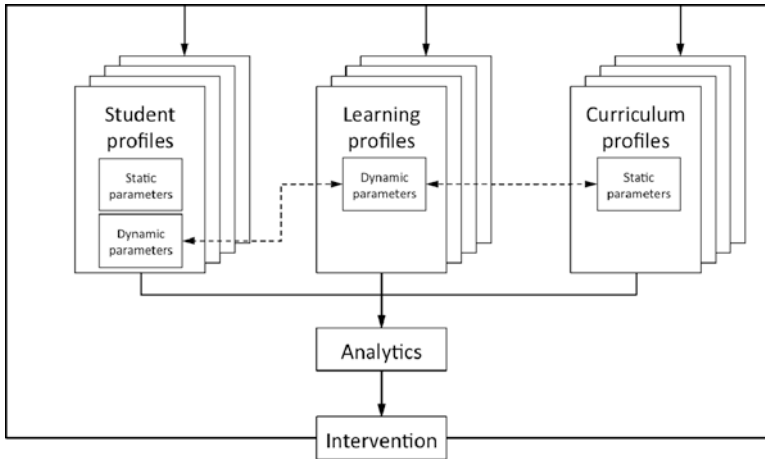 Student
profiles
Static
parameters
Dynamic
parameters
Learning
profiles
Dynamic
parameters
Curriculum
profiles
Static
parameters
Analytics
Intervention